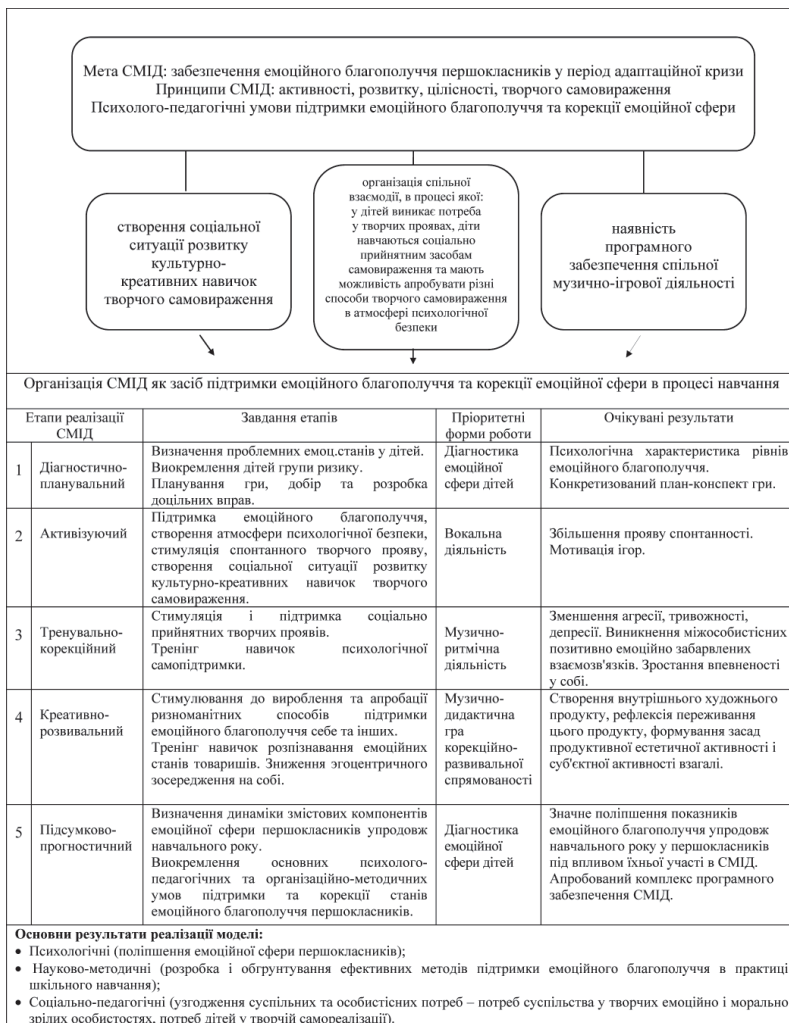 Мета СМІД: забезпечення емоційного благополуччя першокласників у період адаптаційної кризи
Принципи СМІД: активності, розвитку, цілісності, творчого самовираження
Психолого-педагогічні умови підтримки емоційного благополуччя та корекції емоційної сфери
створення соціальної
ситуації розвитку
культурно-
креативних навичок
творчого самовираження
організація спільної
взаємодії, в процесі якої:
у дітей виникає потреба
у творчих проявах, діти
навчаються соціально
прийнятним засобам
самовираження та мають
можливість апробувати різні
способи творчого самовираження
в атмосфері психологічної
безпеки
наявність
програмного
забезпечення спільної
музично-ігрової діяльності
Організація СМІД як засіб підтримки емоційного благополуччя та корекції емоційної сфери в процесі навчання
Етапи реалізації
СМІД
Завдання етапів
Пріоритетні
форми роботи
Очікувані результати
1
Діагностично-
планувальний
Визначення проблемних емоц.станів у дітей.
Виокремлення дітей групи ризику.
Планування гри, добір та розробка
доцільних вправ.
Діагностика
емоційної
сфери дітей
Психологічна характеристика рівнів
емоційного благополуччя.
Конкретизований план-конспект гри.
2
Активізуючий
Підтримка емоційного благополуччя,
створення атмосфери психологічної безпеки,
стимуляція спонтанного творчого прояву,
створення соціальної ситуації розвитку
культурно-креативних навичок творчого
самовираження.
Вокальна
діяльність
Збільшення прояву спонтанності.
Мотивація ігор.
3
Тренувально-
корекційний
Стимуляція і підтримка соціально
прийнятних творчих проявів.
Тренінг навичок психологічної
самопідтримки.
Музично-
ритмічна
діяльність
Зменшення агресії, тривожності,
депресії. Виникнення міжособистісних
позитивно емоційно забарвлених
взаємозв'язків. Зростання впевненості
у собі.
4
Креативно-
розвивальний
Стимулювання до вироблення та апробації
ризноманітних способів підтримки
емоційного благополуччя себе та інших.
Тренінг навичок розпізнавання емоційних
станів товаришів. Зниження эгоцентричного
зосередження на собі.
Музично-
дидактична
гра
корекційно-
развивальної
спрямованості
Створення внутрішнього художнього
продукту, рефлексія переживання
цього продукту, формування засад
продуктивної естетичної активності і
суб'єктної активності взагалі.
5
Підсумково-
прогностичний
Визначення динаміки змістових компонентів
емоційної сфери першокласників упродовж
навчального року.
Виокремлення основних психолого-
педагогічних та організаційно-методичних
умов підтримки та корекції станів
емоційного благополуччя першокласників.
Діагностика
емоційної
сфери дітей
Значне поліпшення показників
емоційного благополуччя упродовж
навчального року у першокласників
під впливом їхньої участі в СМІД.
Апробований комплекс програмного
забезпечення СМІД.
Основни результати реалізації моделі:
• Психологічні (поліпшення емоційної сфери першокласників);
• Науково-методичні (розробка і обгрунтування ефективних методів підтримки емоційного благополуччя в практиці
шкільного навчання);
• Соціально-педагогічні (узгодження суспільних та особистісних потреб – потреб суспільства у творчих емоційно і морально
зрілих особистостях, потреб дітей у творчій самореалізації).